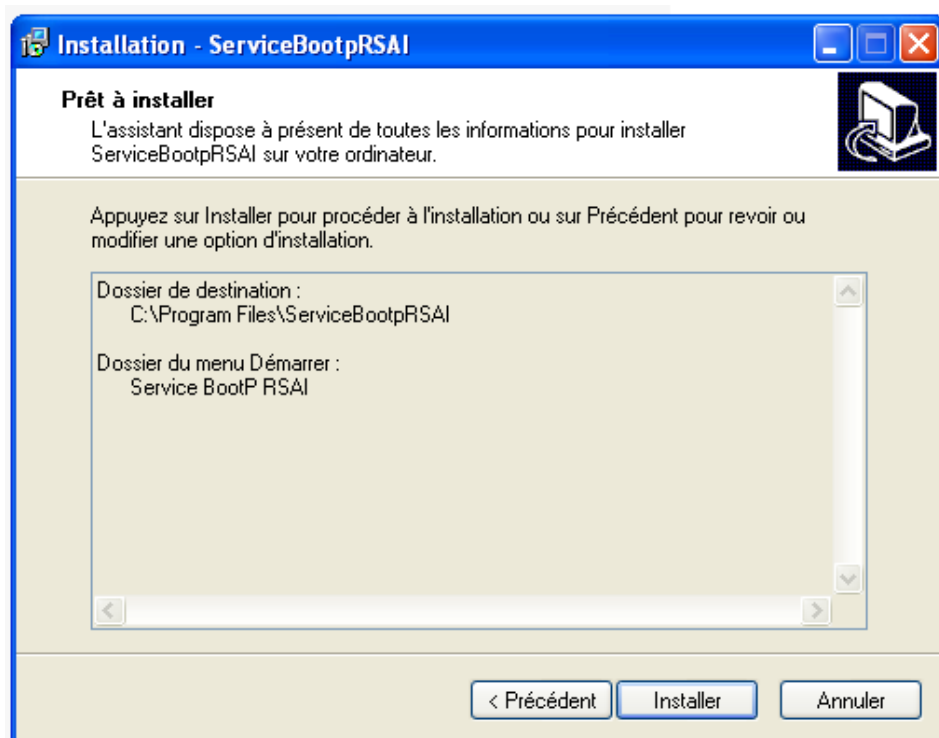 Installation - ServiceBootpRSAI
Prêt à installer
L'assistant dispose à présent de toutes les informations pour installer
ServiceBootpRSAI sur votre ordinateur.
Appuyez sur Installer pour procéder à l'installation ou sur Précédent pour revoir ou
modifier une option d'installation.
Dossier de destination :
C:\Program Files\ServiceBootpRSAI
Dossier du menu Démarrer :
Service BootP RSAI
< Précédent
Installer
Annuler